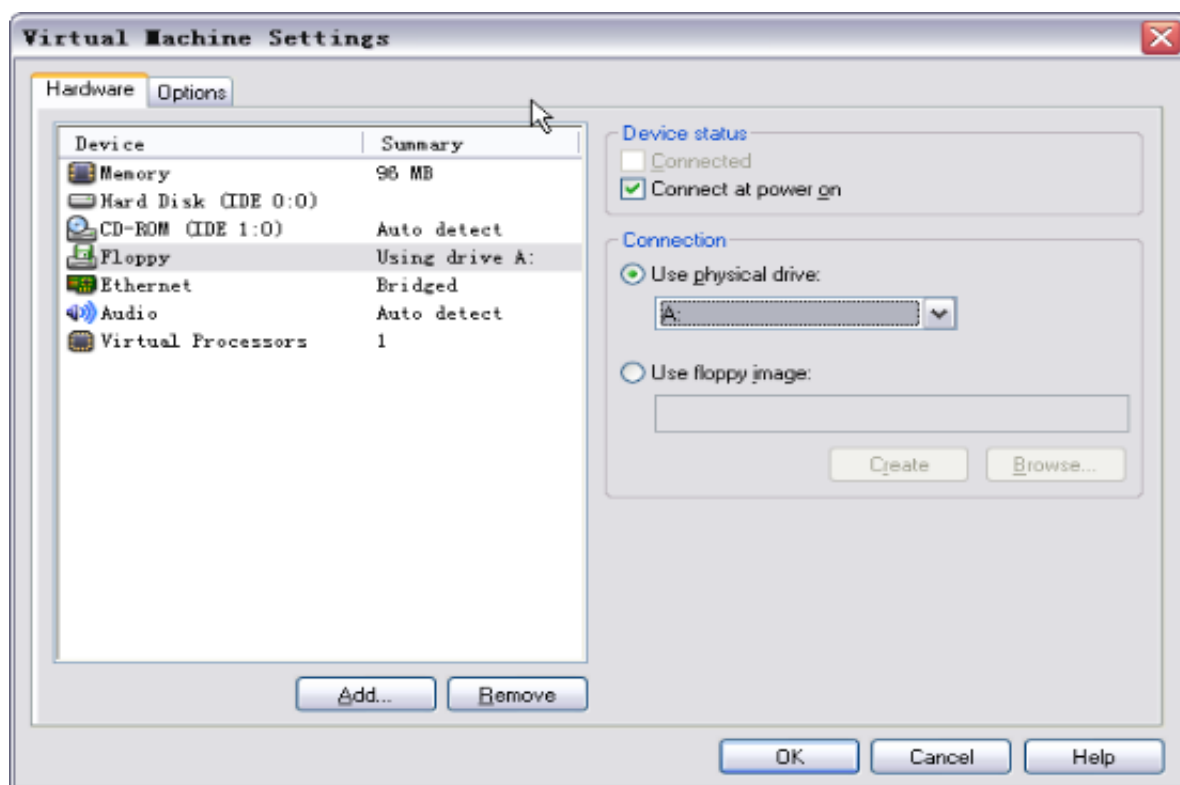 Virtual Machine Settings
Hardware Options
Device Summary
Memory 96 MB
Hard Disk (IDE 0:0)
CD-ROM (IDE 1:0) Auto detect
Floppy Using drive A:
Ethernet Bridged
Audio Auto detect
Virtual Processors 1
Add... Remove
Device status
Connected
Connect at power on
Connection
Use physical drive:
A:
Use floppy image:
Create Browse...
OK Cancel Help